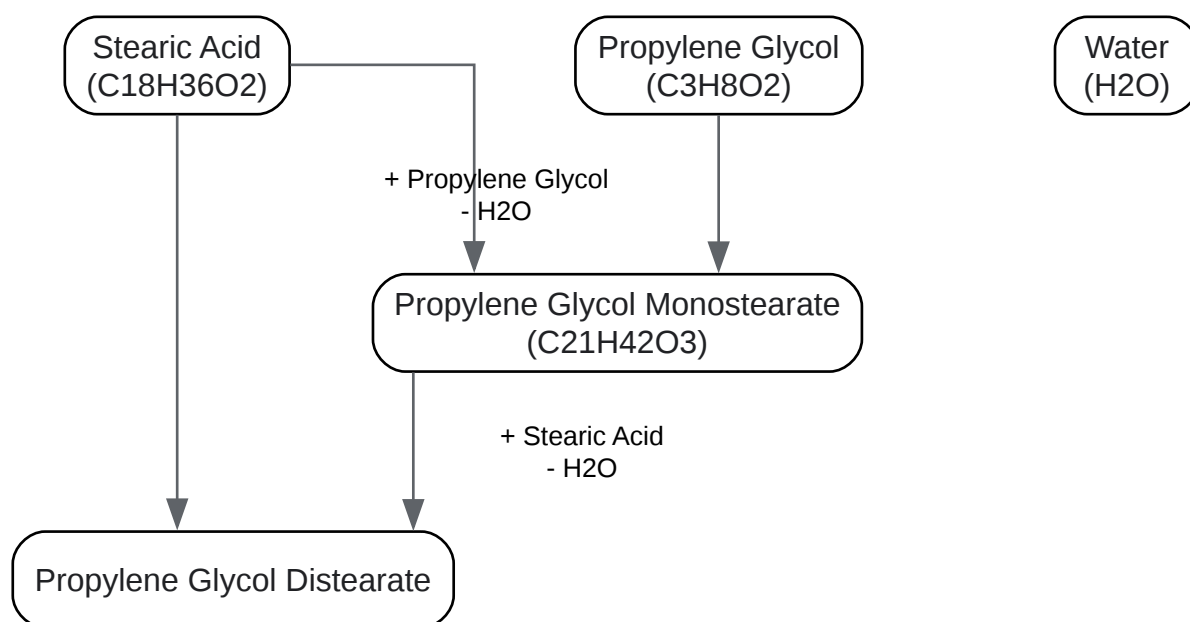 Stearic Acid
(C18H36O2)
Propylene Glycol
(C3H8O2)
Water
(H2O)
+ Propylene Glycol
- H2O
Propylene Glycol Monostearate
(C21H42O3)
+ Stearic Acid
- H2O
Propylene Glycol Distearate